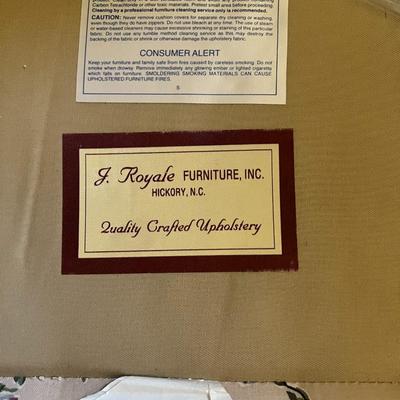 Carbon Tetrachloride or other toxic materials. Pretest small area before proceeding.
Cleaning by a professional furniture cleaning service only is recommended.
CAUTION: Never remove cushion covers for separate dry cleaning or washing,
even though they do have zippers. Do not use bleach at any time. The use of steam
or water-based cleaners may cause excessive shrinking or staining of this particular
fabric. Do not use any tumble method cleaning service as this may destroy the
backing of the fabric or shrink or otherwise damage the upholstery fabric.
CONSUMER ALERT
Keep your furniture and family safe from fires caused by careless smoking. Do not
smoke when drowsy. Remove immediately any glowing ember or lighted cigarette
which falls on furniture. SMOLDERING SMOKING MATERIALS CAN CAUSE
UPHOLSTERED FURNITURE FIRES.
S
J. Royale FURNITURE, INC.
HICKORY, N.C.
Quality Crafted Upholstery